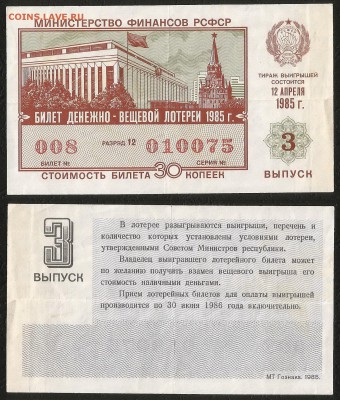 COINS.JAV.RU
МИНИСТЕРСТВО ФИНАНСОВ РСФСР
ТИРАЖ ВЫИГРЫШЕЙ
СОСТОИТСЯ
12 АПРЕЛЯ
1985 г.
БИЛЕТ ДЕНЕЖНО-ВЕЩЕВОЙ ЛОТЕРЕИ 1985 г.
008 РАЗРЯД 12 010075
БИЛЕТ № СЕРИЯ №
3
СТОИМОСТЬ БИЛЕТА 30 КОПЕЕК
ВЫПУСК
3
ВЫПУСК
В лотерее разыгрываются выигрыши, перечень и
количество которых установлены условиями лотереи,
утвержденными Советом Министров республики.
Владелец выигравшего лотерейного билета может
по желанию получить взамен вещевого выигрыша его
стоимость наличными деньгами.
Прием лотерейных билетов для оплаты выигрышей
производится по 30 июня 1986 года включительно.
МТ Гознака. 1985.